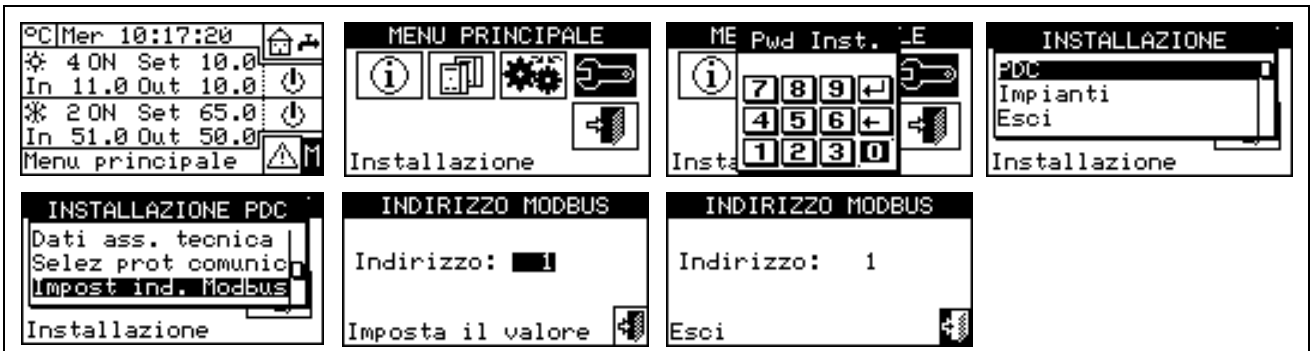 °C Mer 10:17:20
4 ON Set 10.0
In 11.0 Out 10.0
2 ON Set 65.0
In 51.0 Out 50.0
Menu principale M
MENU PRINCIPALE
i
Installazione
ME Pwd Inst. LE
i
7 8 9 ↵
4 5 6 ←
1 2 3 0
Insta
INSTALLAZIONE
PDC
Impianti
Esci
Installazione
INSTALLAZIONE PDC
Dati ass. tecnica
Selez prot comunic
Impost ind. Modbus
Installazione
INDIRIZZO MODBUS
Indirizzo: 1
Imposta il valore
INDIRIZZO MODBUS
Indirizzo: 1
Esci